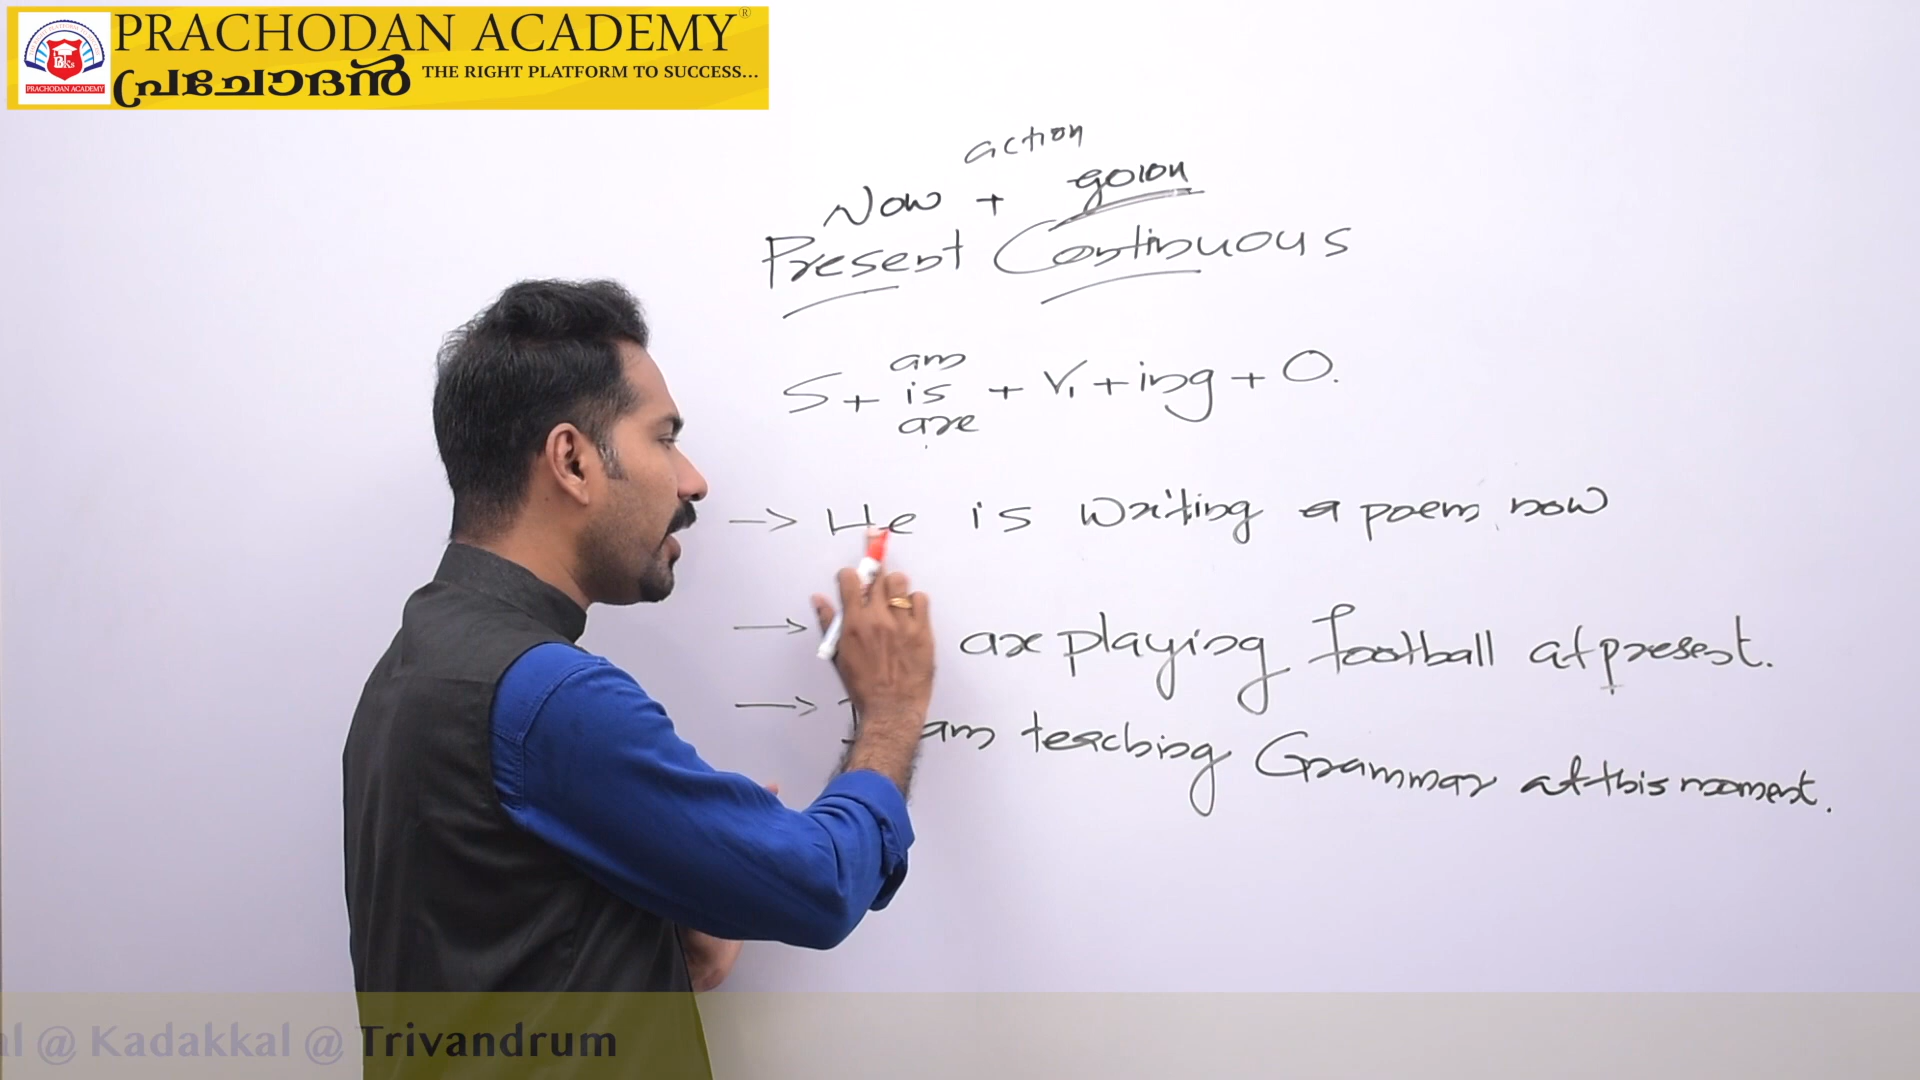 PRACHODAN ACADEMY®
പ്രചോദൻ THE RIGHT PLATFORM TO SUCCESS...
PRACHODAN ACADEMY
action
Now + goion
Present Continuous
am
S + is + V1 + ing + O.
are
→ He is writing a poem now
→ are playing football at present.
→ I am teaching Grammar at this moment.
al @ Kadakkal @ Trivandrum